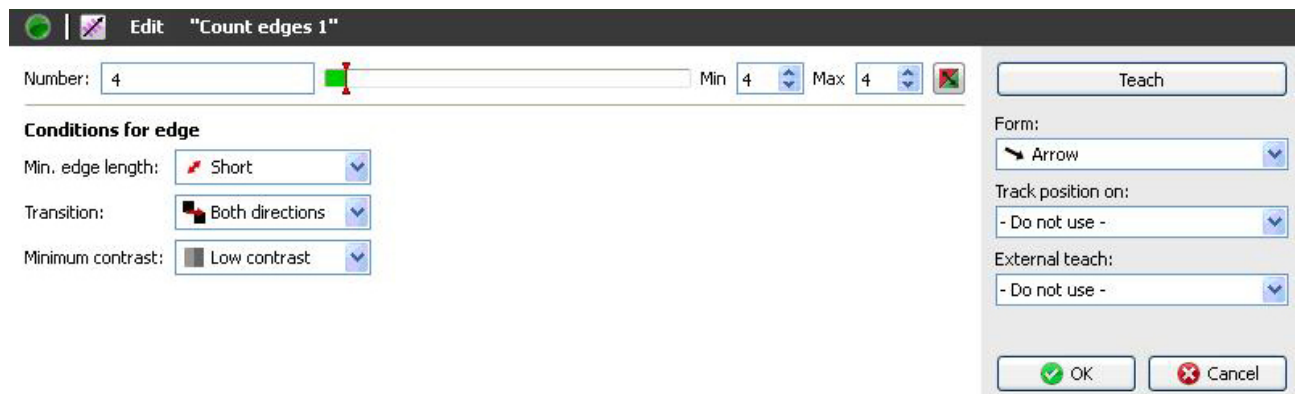 Edit "Count edges 1"
Number: 4 Min 4 Max 4
Conditions for edge
Min. edge length: Short
Transition: Both directions
Minimum contrast: Low contrast
Teach
Form:
Arrow
Track position on:
- Do not use -
External teach:
- Do not use -
OK Cancel